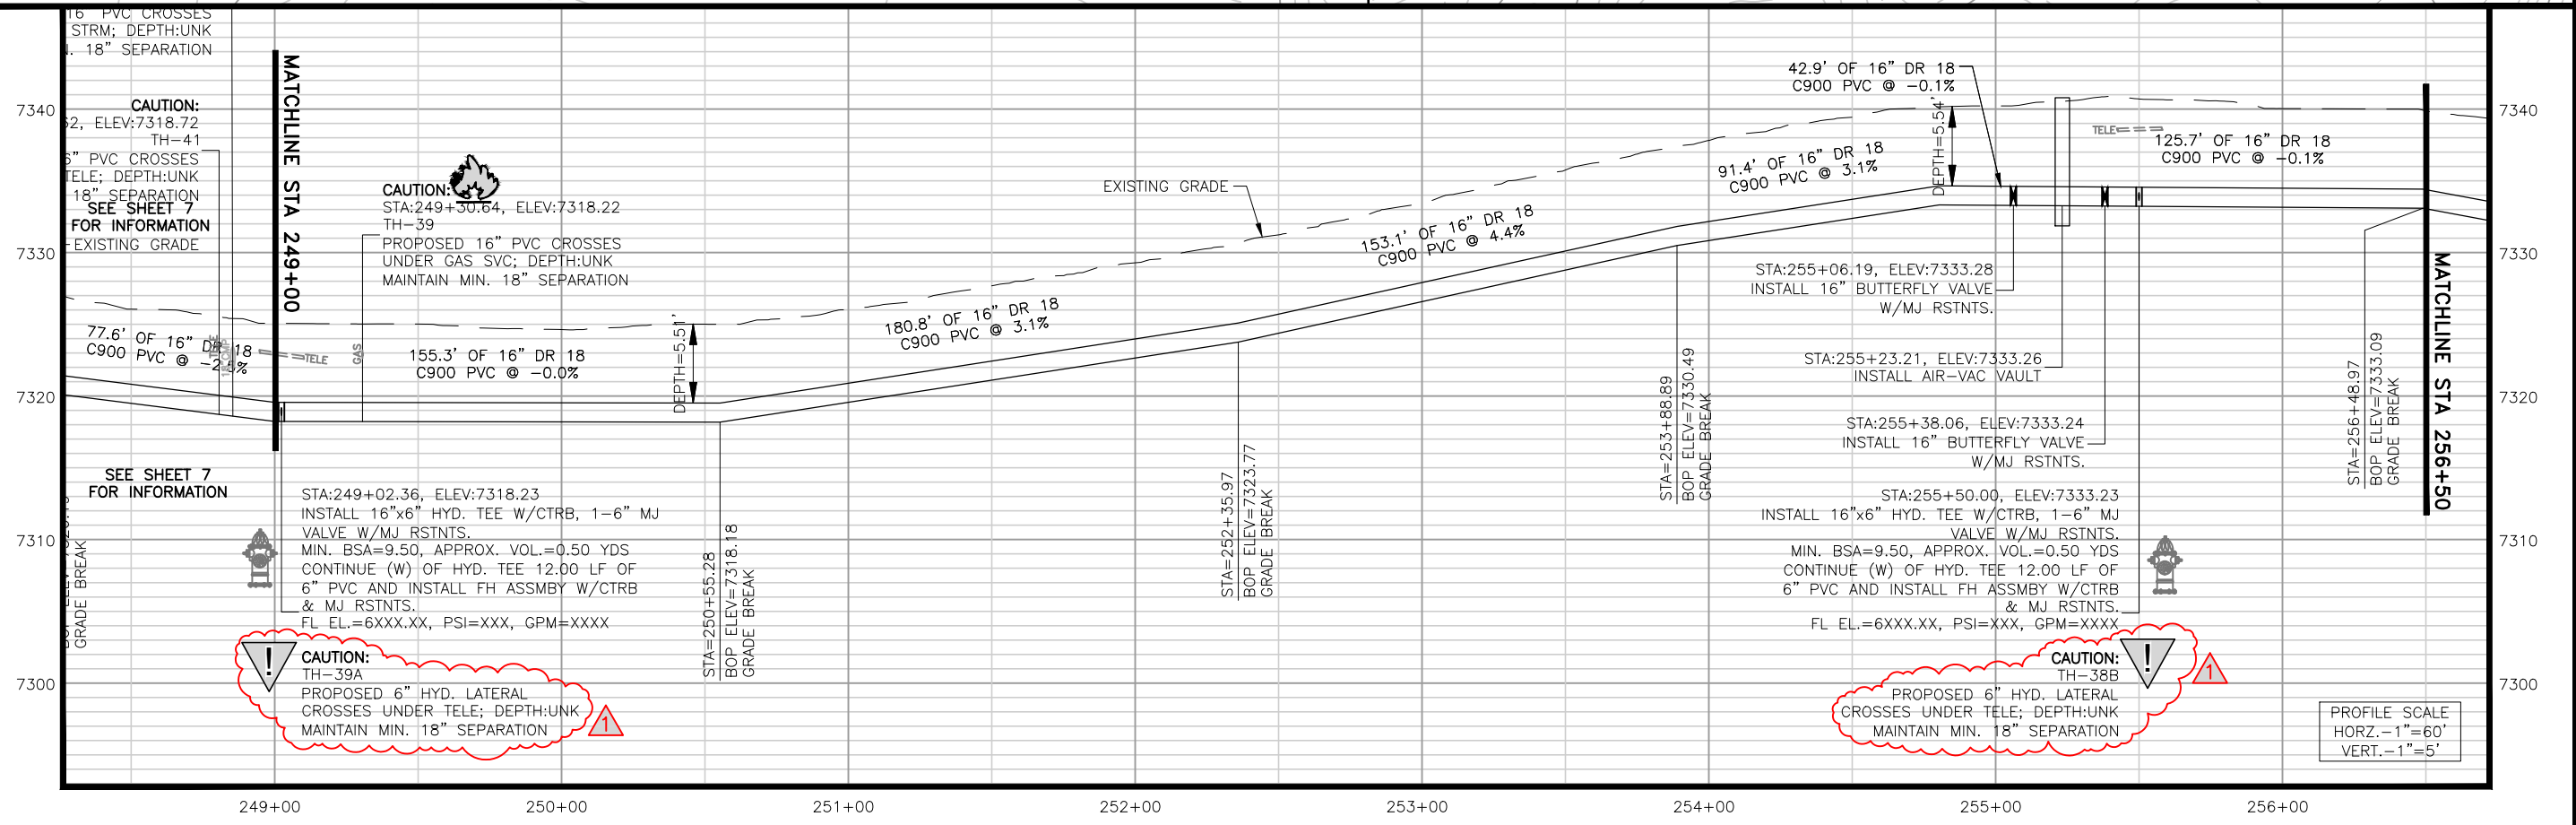 16" PVC CROSSES
STRM; DEPTH:UNK
. 18" SEPARATION
CAUTION:
62, ELEV:7318.72
TH-41
6" PVC CROSSES
TELE; DEPTH:UNK
18" SEPARATION
SEE SHEET 7
FOR INFORMATION
EXISTING GRADE
MATCHLINE STA 249+00
77.6' OF 16" DR 18
C900 PVC @
TELE
GAS
CAUTION:
STA:249+30.64, ELEV:7318.22
TH-39
PROPOSED 16" PVC CROSSES
UNDER GAS SVC; DEPTH:UNK
MAINTAIN MIN. 18" SEPARATION
155.3' OF 16" DR 18
C900 PVC @ -0.0%
DEPTH=5.51'
180.8' OF 16" DR 18
C900 PVC @ 3.1%
EXISTING GRADE
153.1' OF 16" DR 18
C900 PVC @ 4.4%
91.4' OF 16" DR 18
C900 PVC @ 3.1%
42.9' OF 16" DR 18
C900 PVC @ -0.1%
DEPTH=5.54'
TELE
125.7' OF 16" DR 18
C900 PVC @ -0.1%
STA:255+06.19, ELEV:7333.28
INSTALL 16" BUTTERFLY VALVE
W/MJ RSTNTS.
STA:255+23.21, ELEV:7333.26
INSTALL AIR-VAC VAULT
STA:255+38.06, ELEV:7333.24
INSTALL 16" BUTTERFLY VALVE
W/MJ RSTNTS.
STA:255+50.00, ELEV:7333.23
INSTALL 16"x6" HYD. TEE W/CTRB, 1-6" MJ
VALVE W/MJ RSTNTS.
MIN. BSA=9.50, APPROX. VOL.=0.50 YDS
CONTINUE (W) OF HYD. TEE 12.00 LF OF
6" PVC AND INSTALL FH ASSMBY W/CTRB
& MJ RSTNTS.
FL EL.=6XXX.XX, PSI=XXX, GPM=XXXX
CAUTION:
TH-38B
PROPOSED 6" HYD. LATERAL
CROSSES UNDER TELE; DEPTH:UNK
MAINTAIN MIN. 18" SEPARATION
!
1
MATCHLINE STA 256+50
STA=256+48.97
BOP ELEV=7333.09
GRADE BREAK
STA=253+88.89
BOP ELEV=7330.49
GRADE BREAK
STA=252+35.97
BOP ELEV=7323.77
GRADE BREAK
STA=250+55.28
BOP ELEV=7318.18
GRADE BREAK
SEE SHEET 7
FOR INFORMATION
GRADE BREAK
STA:249+02.36, ELEV:7318.23
INSTALL 16"x6" HYD. TEE W/CTRB, 1-6" MJ
VALVE W/MJ RSTNTS.
MIN. BSA=9.50, APPROX. VOL.=0.50 YDS
CONTINUE (W) OF HYD. TEE 12.00 LF OF
6" PVC AND INSTALL FH ASSMBY W/CTRB
& MJ RSTNTS.
FL EL.=6XXX.XX, PSI=XXX, GPM=XXXX
!
CAUTION:
TH-39A
PROPOSED 6" HYD. LATERAL
CROSSES UNDER TELE; DEPTH:UNK
MAINTAIN MIN. 18" SEPARATION
1
PROFILE SCALE
HORZ.-1"=60'
VERT.-1"=5'
7340
7330
7320
7310
7300
7340
7330
7320
7310
7300
249+00
250+00
251+00
252+00
253+00
254+00
255+00
256+00